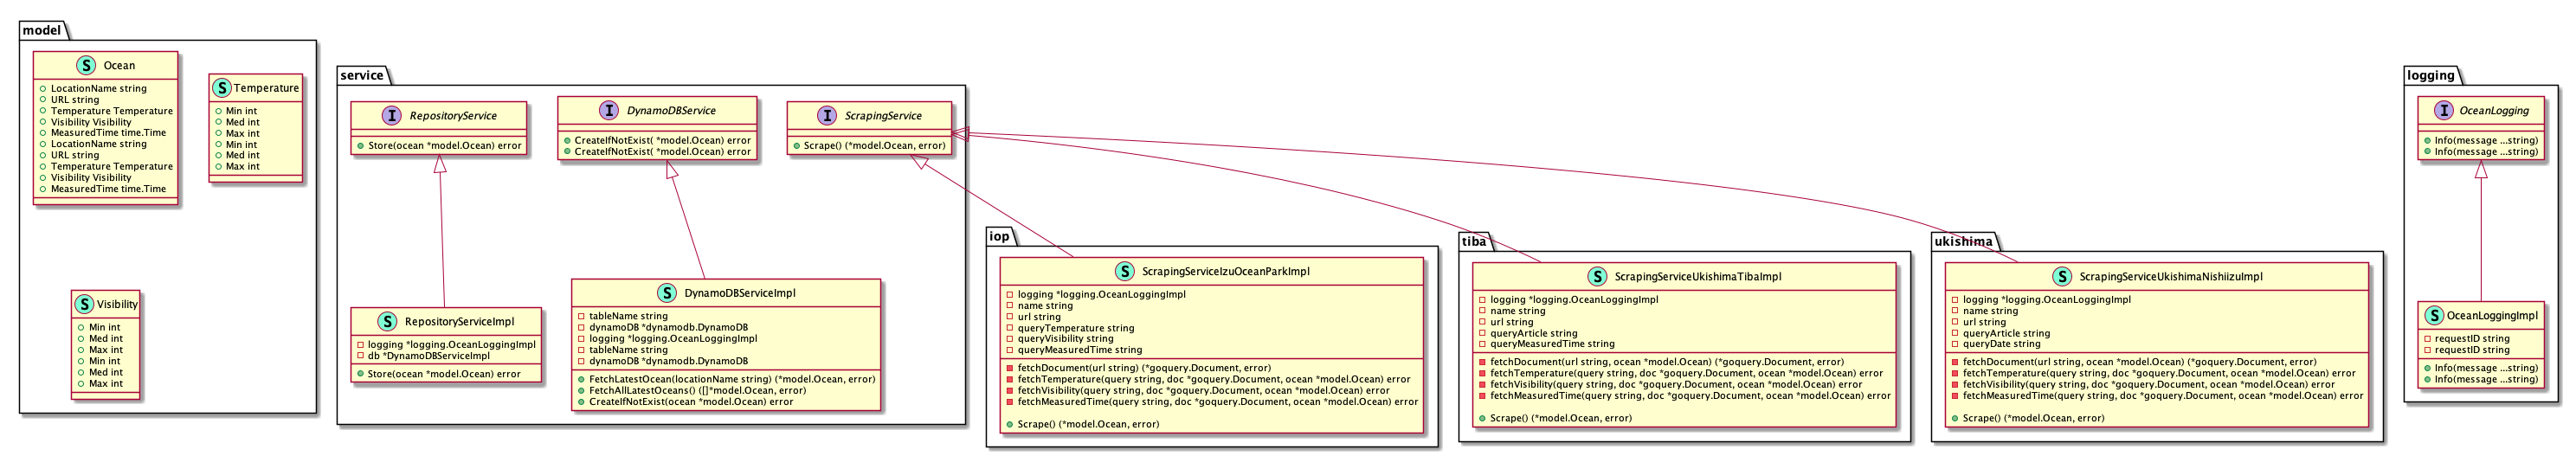 model
S Ocean
LocationName string
URL string
Temperature Temperature
Visibility Visibility
MeasuredTime time.Time
LocationName string
URL string
Temperature Temperature
Visibility Visibility
MeasuredTime time.Time
S Temperature
Min int
Med int
Max int
Min int
Med int
Max int
S Visibility
Min int
Med int
Max int
Min int
Med int
Max int
service
I RepositoryService
Store(ocean *model.Ocean) error
I DynamoDBService
CreateIfNotExist( *model.Ocean) error
CreateIfNotExist( *model.Ocean) error
I ScrapingService
Scrape() (*model.Ocean, error)
S RepositoryServiceImpl
logging *logging.OceanLoggingImpl
db *DynamoDBServiceImpl
Store(ocean *model.Ocean) error
S DynamoDBServiceImpl
tableName string
dynamoDB *dynamodb.DynamoDB
logging *logging.OceanLoggingImpl
tableName string
dynamoDB *dynamodb.DynamoDB
FetchLatestOcean(locationName string) (*model.Ocean, error)
FetchAllLatestOceans() ([]*model.Ocean, error)
CreateIfNotExist(ocean *model.Ocean) error
iop
S ScrapingServiceIzuOceanParkImpl
logging *logging.OceanLoggingImpl
name string
url string
queryTemperature string
queryVisibility string
queryMeasuredTime string
fetchDocument(url string) (*goquery.Document, error)
fetchTemperature(query string, doc *goquery.Document, ocean *model.Ocean) error
fetchVisibility(query string, doc *goquery.Document, ocean *model.Ocean) error
fetchMeasuredTime(query string, doc *goquery.Document, ocean *model.Ocean) error
Scrape() (*model.Ocean, error)
tiba
S ScrapingServiceUkishimaTibaImpl
logging *logging.OceanLoggingImpl
name string
url string
queryArticle string
queryMeasuredTime string
fetchDocument(url string, ocean *model.Ocean) (*goquery.Document, error)
fetchTemperature(query string, doc *goquery.Document, ocean *model.Ocean) error
fetchVisibility(query string, doc *goquery.Document, ocean *model.Ocean) error
fetchMeasuredTime(query string, doc *goquery.Document, ocean *model.Ocean) error
Scrape() (*model.Ocean, error)
ukishima
S ScrapingServiceUkishimaNishiizuImpl
logging *logging.OceanLoggingImpl
name string
url string
queryArticle string
queryDate string
fetchDocument(url string, ocean *model.Ocean) (*goquery.Document, error)
fetchTemperature(query string, doc *goquery.Document, ocean *model.Ocean) error
fetchVisibility(query string, doc *goquery.Document, ocean *model.Ocean) error
fetchMeasuredTime(query string, doc *goquery.Document, ocean *model.Ocean) error
Scrape() (*model.Ocean, error)
logging
I OceanLogging
Info(message ...string)
Info(message ...string)
S OceanLoggingImpl
requestID string
requestID string
Info(message ...string)
Info(message ...string)